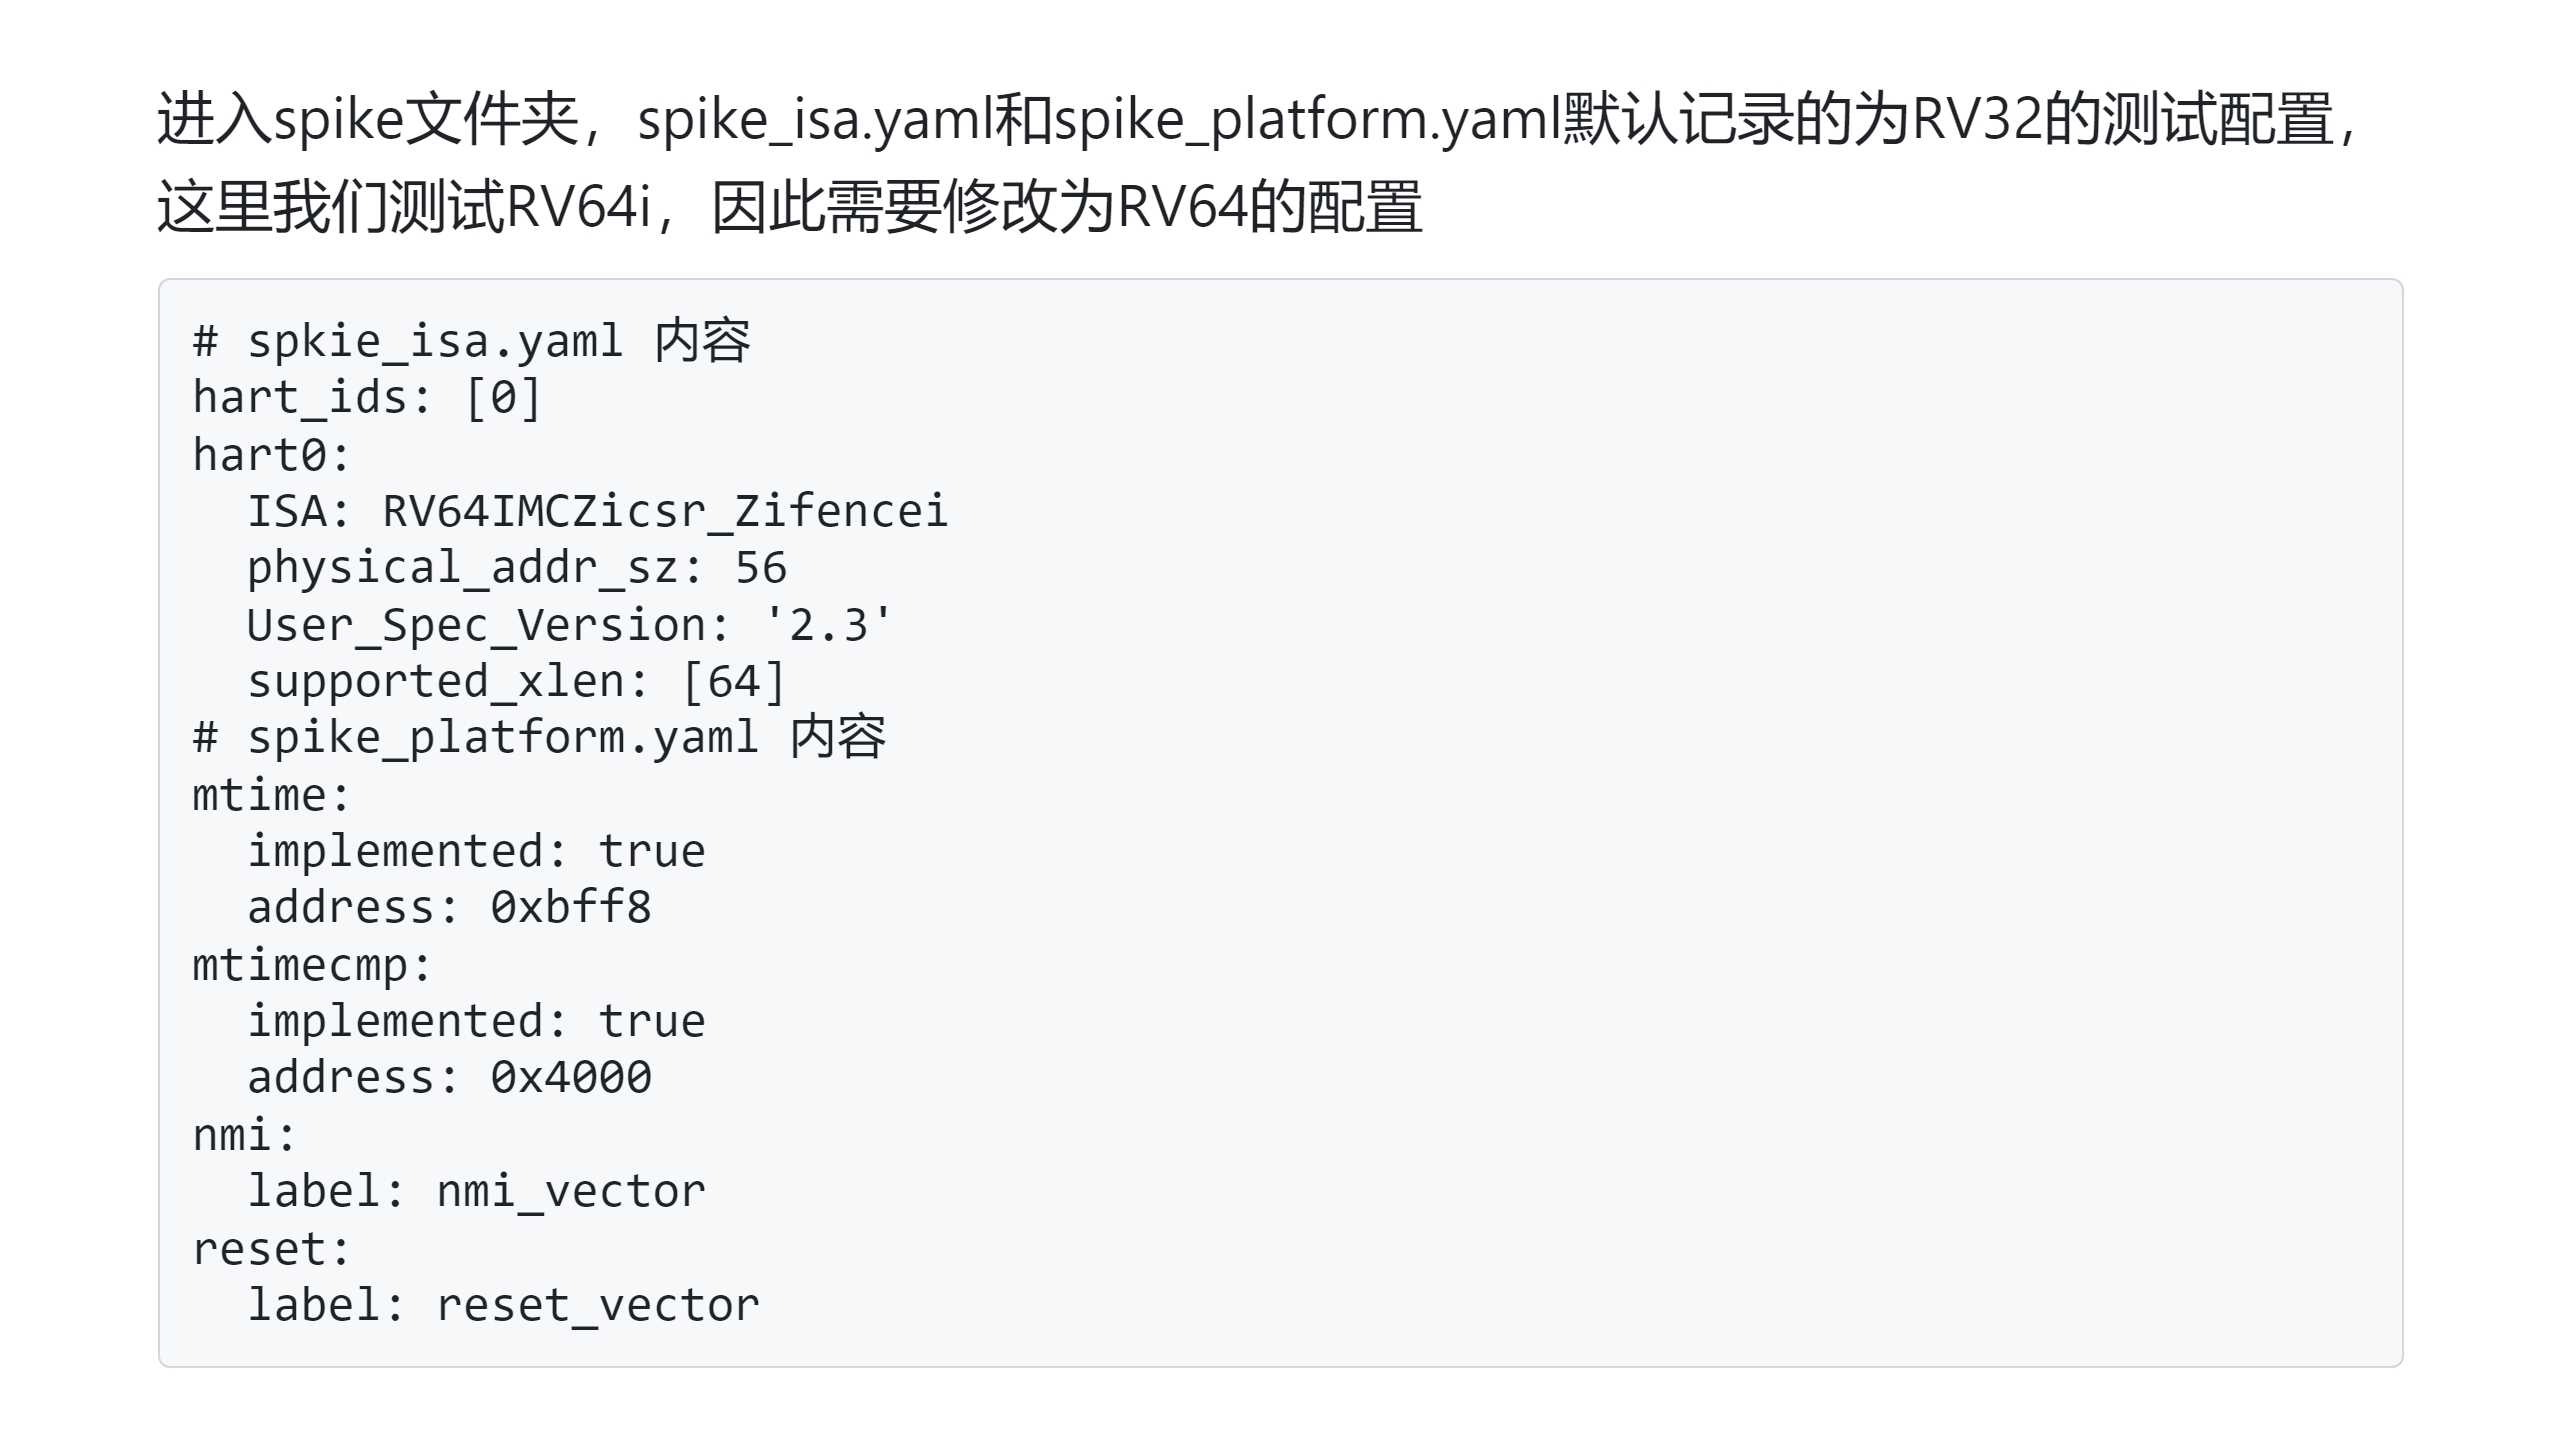 进入spike文件夹，spike_isa.yaml和spike_platform.yaml默认记录的为RV32的测试配置，
这里我们测试RV64i，因此需要修改为RV64的配置
# spkie_isa.yaml 内容
hart_ids: [0]
hart0:
  ISA: RV64IMCZicsr_Zifencei
  physical_addr_sz: 56
  User_Spec_Version: '2.3'
  supported_xlen: [64]
# spike_platform.yaml 内容
mtime:
  implemented: true
  address: 0xbff8
mtimecmp:
  implemented: true
  address: 0x4000
nmi:
  label: nmi_vector
reset:
  label: reset_vector